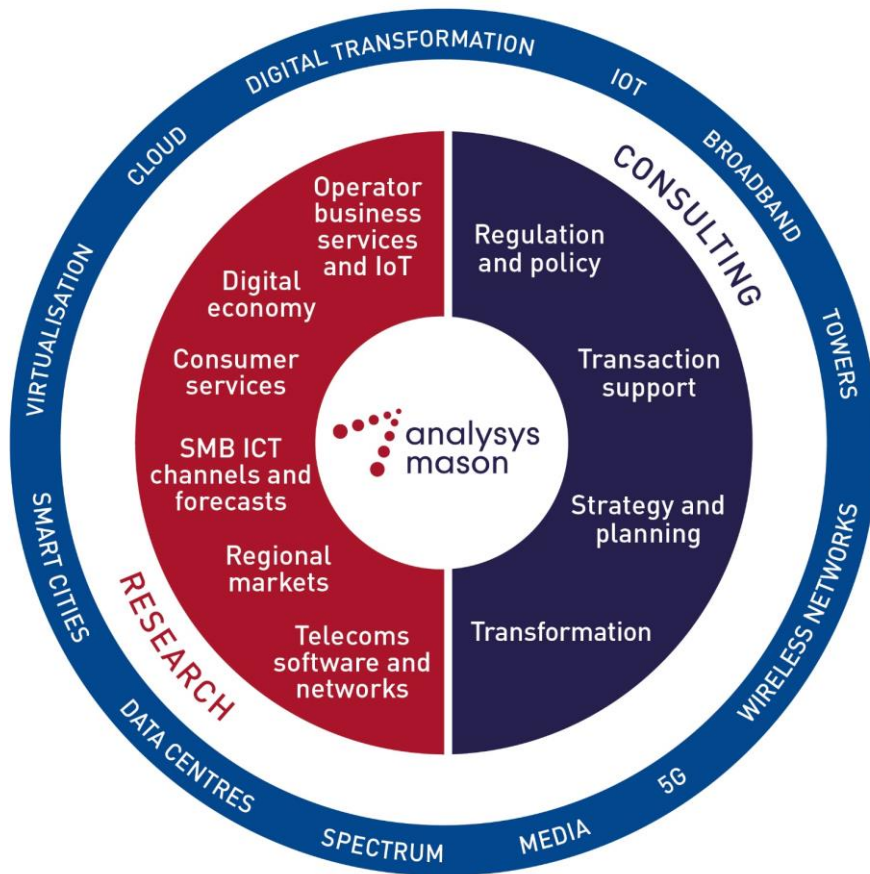 DIGITAL TRANSFORMATION
IOT
BROADBAND
TOWERS
WIRELESS NETWORKS
5G
MEDIA
SPECTRUM
DATA CENTRES
SMART CITIES
VIRTUALISATION
CLOUD
CONSULTING
RESEARCH
Operator
business
services
and IoT
Digital
economy
Consumer
services
SMB ICT
channels and
forecasts
Regional
markets
Telecoms
software and
networks
Regulation
and policy
Transaction
support
Strategy and
planning
Transformation
analysys
mason